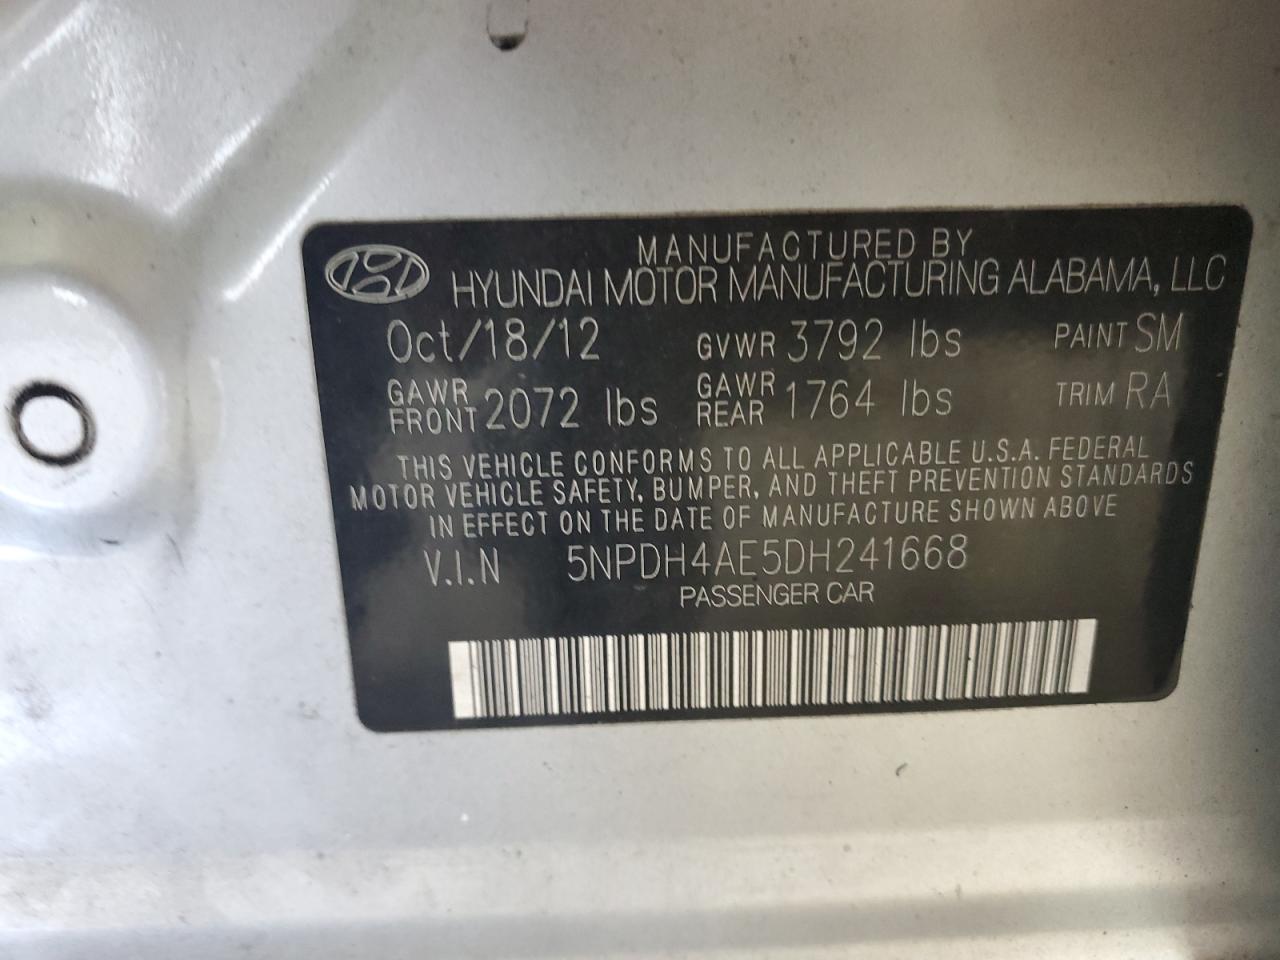 MANUFACTURED BY
HYUNDAI MOTOR MANUFACTURING ALABAMA, LLC
Oct/18/12 GVWR 3792 lbs PAINT SM
GAWR FRONT 2072 lbs GAWR REAR 1764 lbs TRIM RA
THIS VEHICLE CONFORMS TO ALL APPLICABLE U.S.A. FEDERAL
MOTOR VEHICLE SAFETY, BUMPER, AND THEFT PREVENTION STANDARDS
IN EFFECT ON THE DATE OF MANUFACTURE SHOWN ABOVE
V.I.N 5NPDH4AE5DH241668
PASSENGER CAR